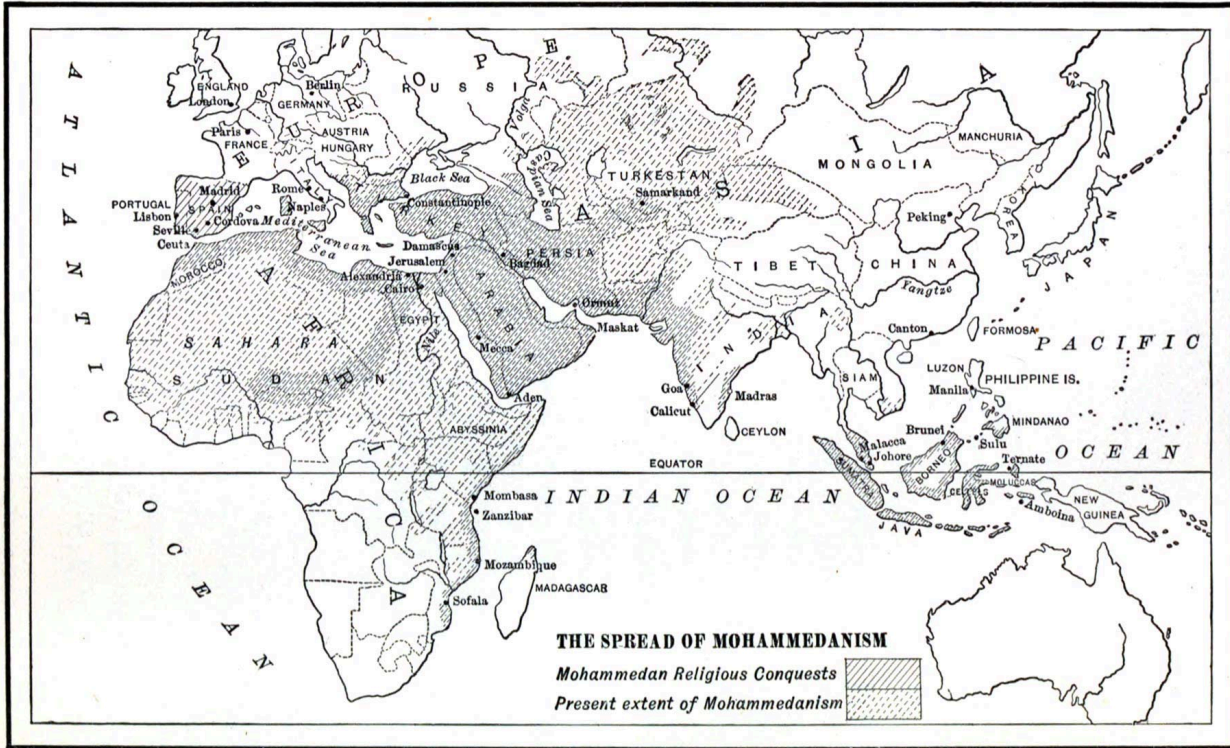 THE SPREAD OF MOHAMMEDANISM
Mohammedan Religious Conquests
Present extent of Mohammedanism
ATLANTIC
OCEAN
EUROPE
ASIA
AFRICA
PACIFIC
OCEAN
INDIAN OCEAN
EQUATOR
ENGLAND
London
Berlin
GERMANY
RUSSIA
Volga
Paris
FRANCE
AUSTRIA
HUNGARY
Black Sea
Caspian Sea
TURKESTAN
Samarkand
MONGOLIA
MANCHURIA
PORTUGAL
Lisbon
Madrid
SPAIN
Cordova
Seville
Ceuta
Rome
ITALY
Naples
Mediterranean
Sea
Constantinople
TURKEY
Damascus
Jerusalem
Alexandria
Cairo
Bagdad
PERSIA
Ormuz
Maskat
ARABIA
Mecca
Aden
MOROCCO
EGYPT
Nile
SAHARA
SUDAN
ABYSSINIA
Mombasa
Zanzibar
Mozambique
Sofala
MADAGASCAR
TIBET
CHINA
Peking
KOREA
JAPAN
Yangtze
Canton
FORMOSA
INDIA
Goa
Calicut
Madras
CEYLON
SIAM
LUZON
Manila
PHILIPPINE IS.
MINDANAO
Brunei
Sulu
Malacca
Johore
Ternate
SUMATRA
BORNEO
CELEBES
MOLUCCAS
Amboina
JAVA
NEW
GUINEA